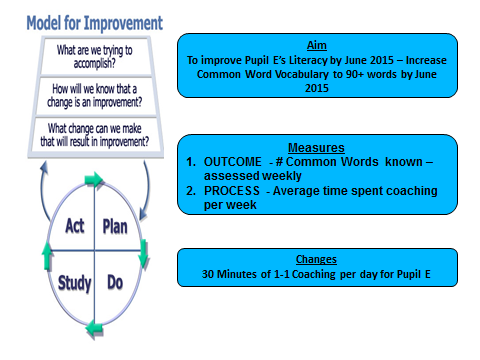 Model for Improvement
What are we trying to
accomplish?
How will we know that a
change is an improvement?
What change can we make
that will result in improvement?
Act
Plan
Study
Do
Aim
To improve Pupil E's Literacy by June 2015 – Increase
Common Word Vocabulary to 90+ words by June
2015
Measures
1. OUTCOME - # Common Words known –
assessed weekly
2. PROCESS - Average time spent coaching
per week
Changes
30 Minutes of 1-1 Coaching per day for Pupil E